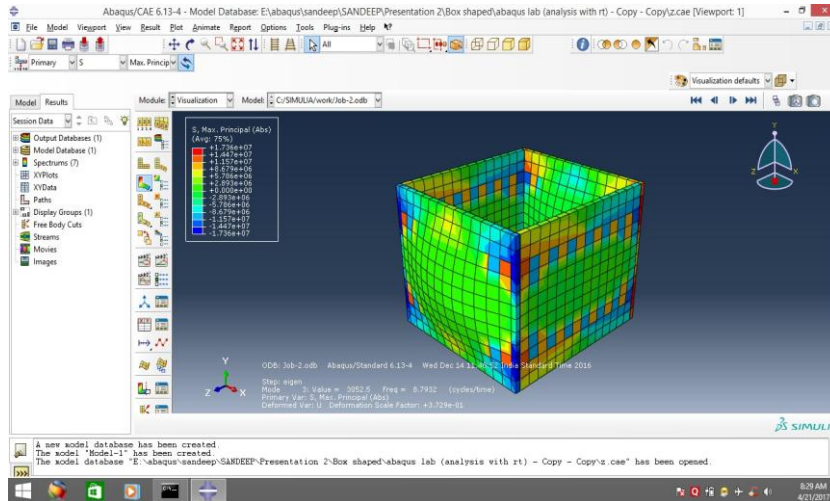 Abaqus/CAE 6.13-4 - Model Database: E:\abaqus\sandeep\SANDEEP\Presentation 2\Box shaped\abaqus lab (analysis with rt) - Copy - Copy\z.cae [Viewport: 1]
File Model Viewport View Result Plot Animate Report Options Tools Plug-ins Help
All
Primary S Max. Princip
Visualization defaults
Model Results Module: Visualization Model: C:/SIMULIA/work/Job-2.odb
Session Data
Output Databases (1)
Model Database (1)
Spectrums (7)
XYPlots
XYData
Paths
Display Groups (1)
Free Body Cuts
Streams
Movies
Images
S, Max. Principal (Abs)
(Avg: 75%)
+1.736e+07
+1.447e+07
+1.157e+07
+8.679e+06
+5.786e+06
+2.893e+06
+0.000e+00
-2.893e+06
-5.786e+06
-8.679e+06
-1.157e+07
-1.447e+07
-1.736e+07
Y
Z X
Y
Z X
ODB: Job-2.odb Abaqus/Standard 6.13-4 Wed Dec 14 India Standard Time 2016
Step: eigen
Mode 3: Value = 3052.5 Freq = 8.7932 (cycles/time)
Primary Var: S, Max. Principal (Abs)
Deformed Var: U Deformation Scale Factor: +3.729e-01
SIMULI
A new model database has been created.
The model "Model-1" has been created.
The model database "E:\abaqus\sandeep\SANDEEP\Presentation 2\Box shaped\abaqus lab (analysis with rt) - Copy - Copy\z.cae" has been opened.
>>>
8:29 AM
4/21/2017